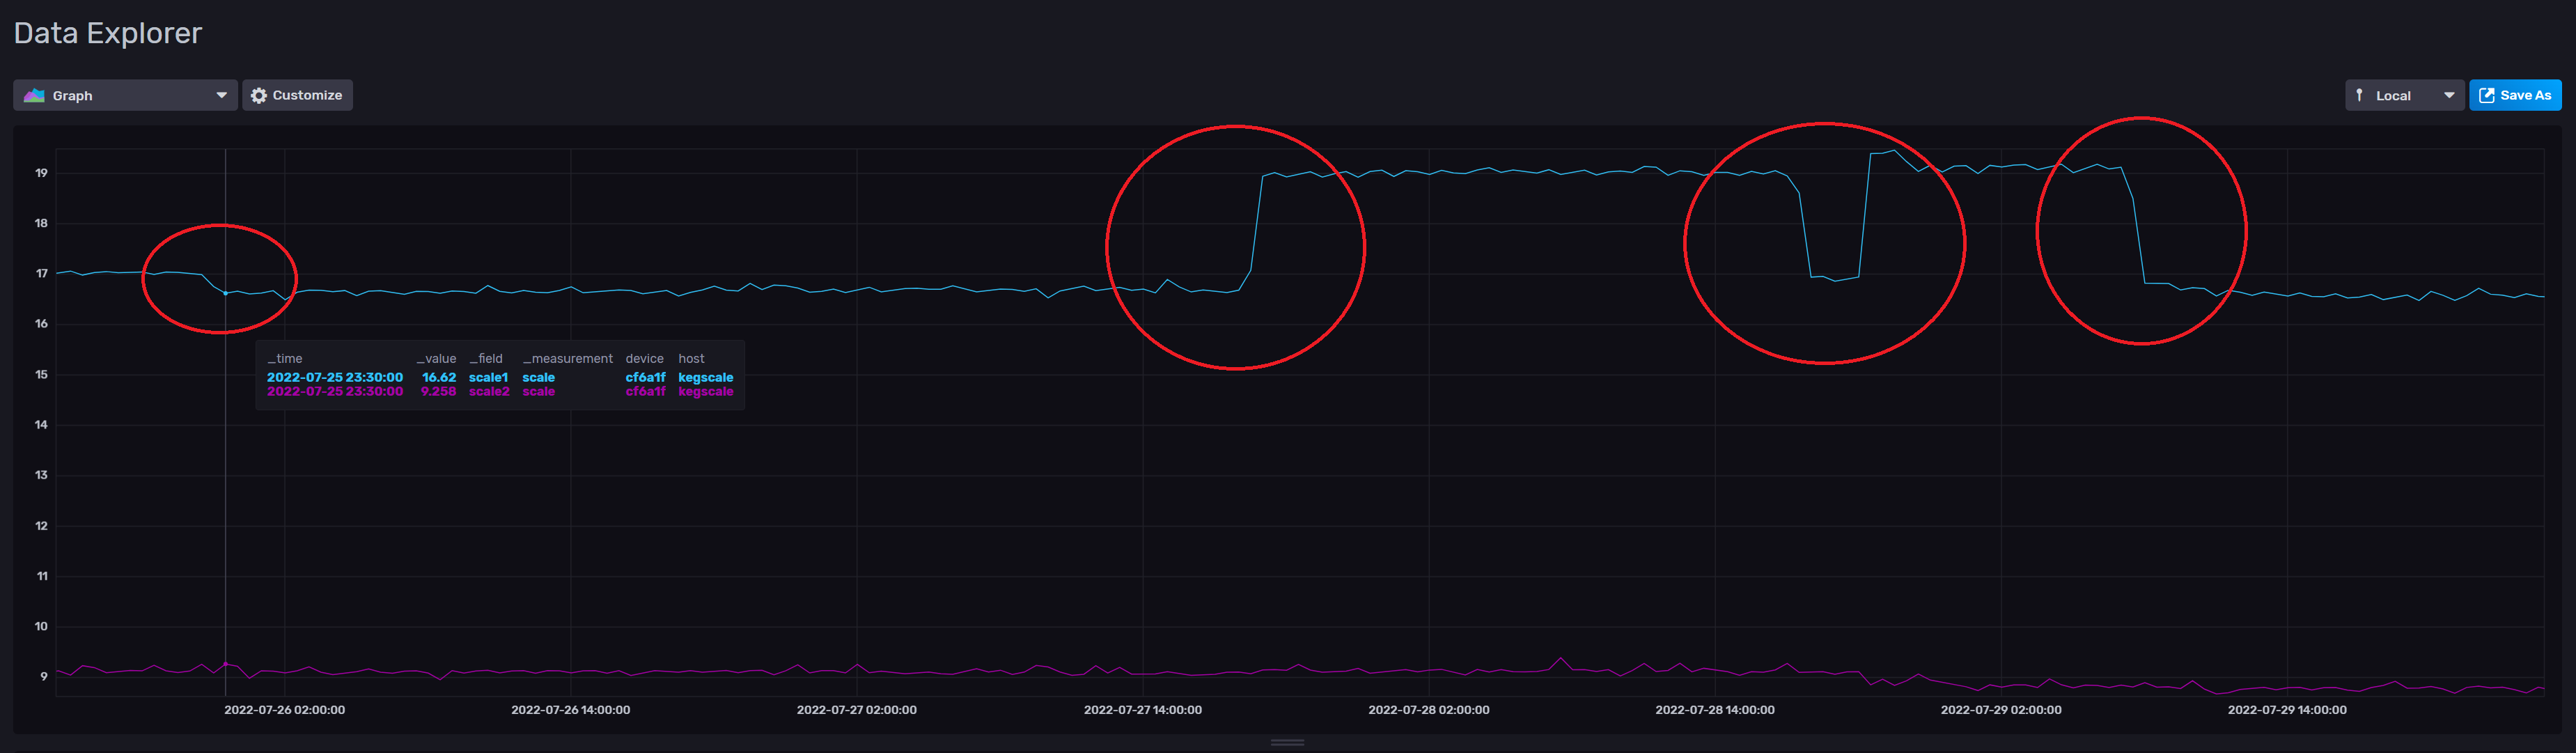 Data Explorer
Graph
Customize
Local
Save As
19
18
17
16
15
14
13
12
11
10
9
_time _value _field _measurement device host
2022-07-25 23:30:00 16.62 scale1 scale cf6a1f kegscale
2022-07-25 23:30:00 9.258 scale2 scale cf6a1f kegscale
2022-07-26 02:00:00 2022-07-26 14:00:00 2022-07-27 02:00:00 2022-07-27 14:00:00 2022-07-28 02:00:00 2022-07-28 14:00:00 2022-07-29 02:00:00 2022-07-29 14:00:00